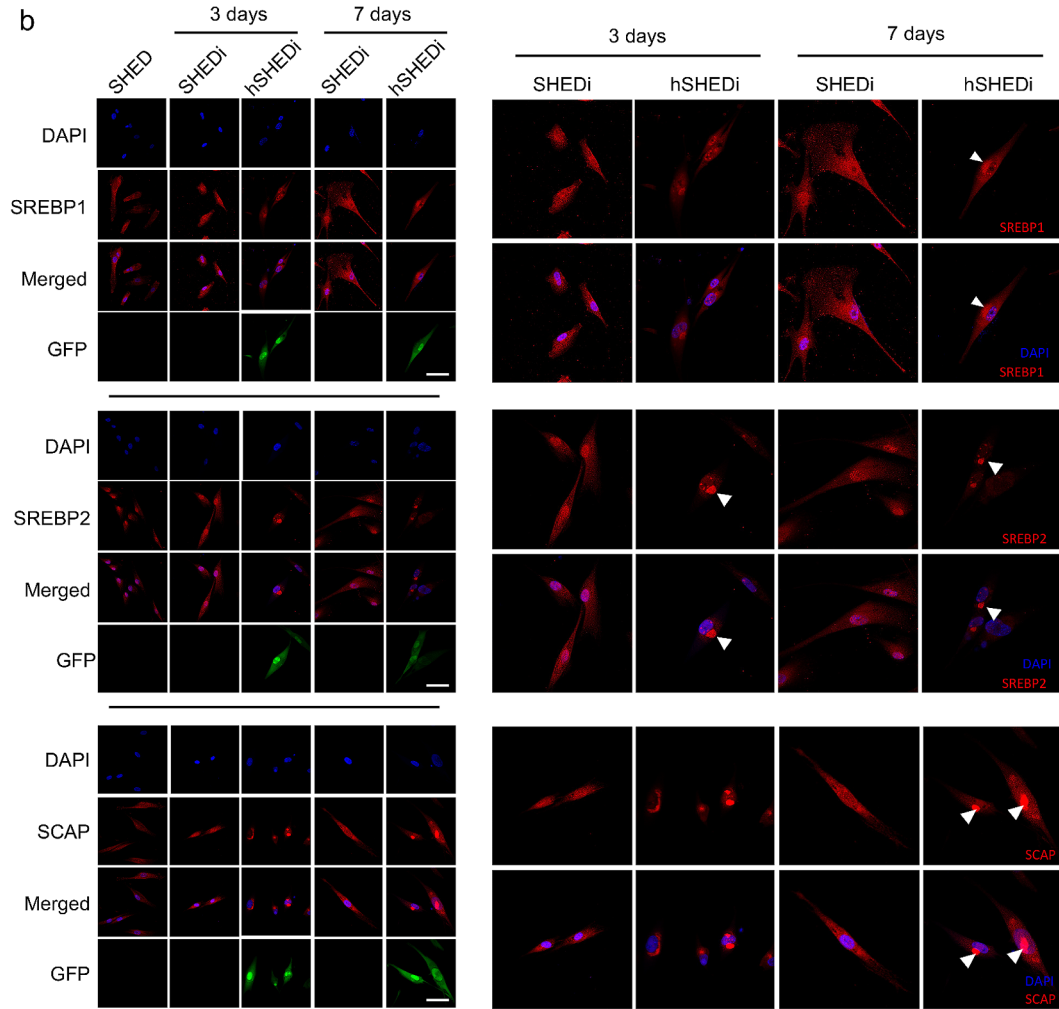 b
3 days
7 days
SHED
SHEDi
hSHEDi
SHEDi
hSHEDi
DAPI
SREBP1
Merged
GFP
DAPI
SREBP2
Merged
GFP
DAPI
SCAP
Merged
GFP
3 days
7 days
SHEDi
hSHEDi
SHEDi
hSHEDi
SREBP1
DAPI
SREBP1
SREBP2
DAPI
SREBP2
SCAP
DAPI
SCAP